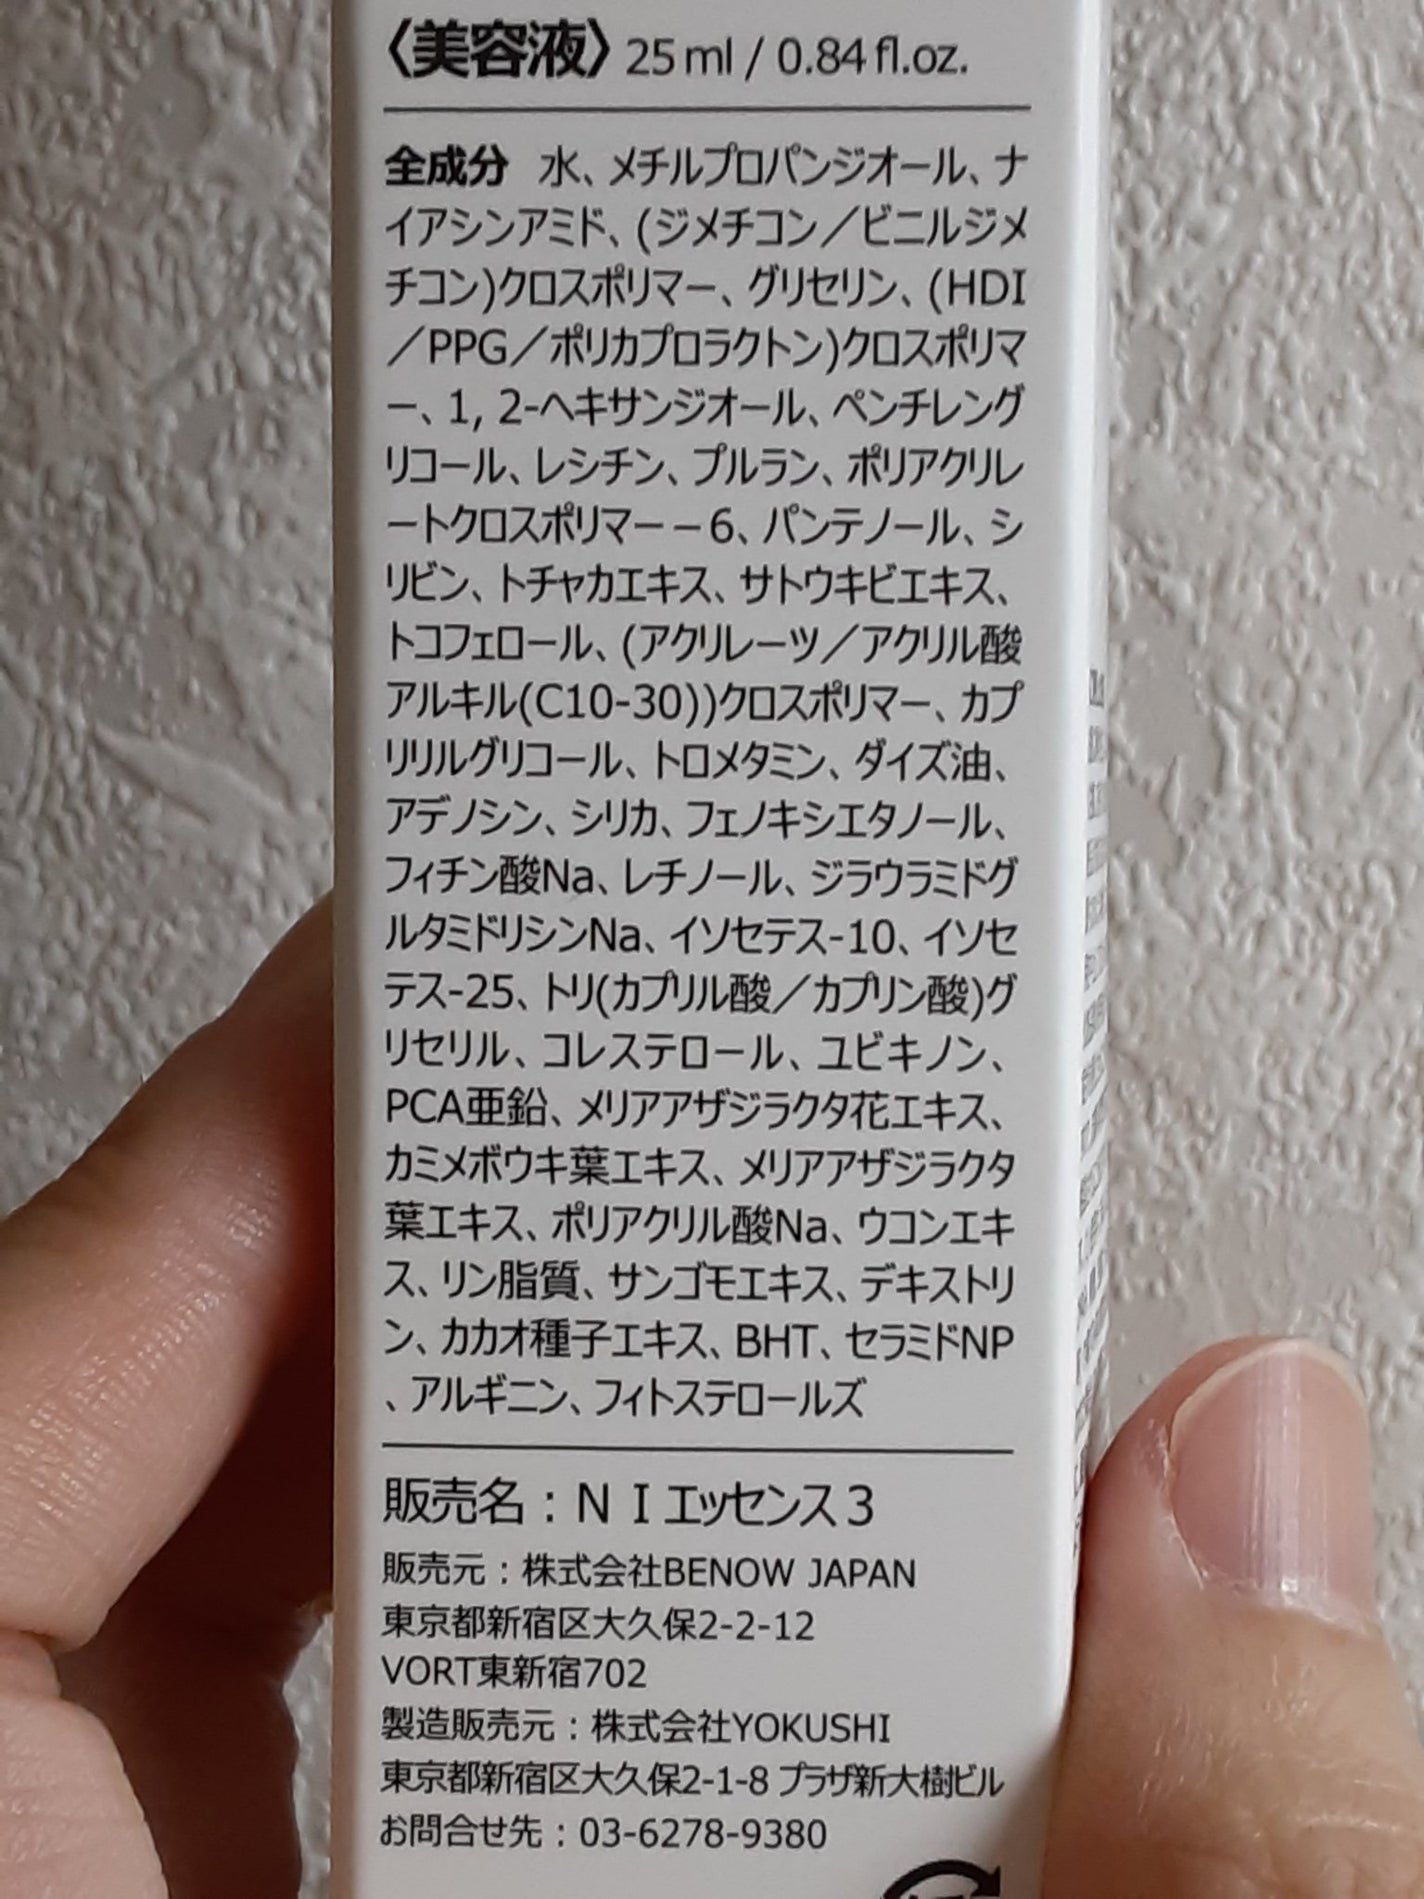 〈美容液〉25ml / 0.84 fl.oz.
全成分 水、メチルプロパンジオール、ナ
イアシンアミド、(ジメチコン／ビニルジメ
チコン)クロスポリマー、グリセリン、(HDI
／PPG／ポリカプロラクトン)クロスポリマ
ー、1, 2-ヘキサンジオール、ペンチレング
リコール、レシチン、プルラン、ポリアクリレ
ートクロスポリマー－6、パンテノール、シ
リビン、トチャカエキス、サトウキビエキス、
トコフェロール、(アクリレーツ／アクリル酸
アルキル(C10-30))クロスポリマー、カプ
リリルグリコール、トロメタミン、ダイズ油、
アデノシン、シリカ、フェノキシエタノール、
フィチン酸Na、レチノール、ジラウラミドグ
ルタミドリシンNa、イソセテス-10、イソセ
テス-25、トリ(カプリル酸／カプリン酸)グ
リセリル、コレステロール、ユビキノン、
PCA亜鉛、メリアアザジラクタ花エキス、
カミメボウキ葉エキス、メリアアザジラクタ
葉エキス、ポリアクリル酸Na、ウコンエキ
ス、リン脂質、サンゴモエキス、デキストリ
ン、カカオ種子エキス、BHT、セラミドNP
、アルギニン、フィトステロールズ
販売名：ＮＩエッセンス３
販売元：株式会社BENOW JAPAN
東京都新宿区大久保2-2-12
VORT東新宿702
製造販売元：株式会社YOKUSHI
東京都新宿区大久保2-1-8 プラザ新大樹ビル
お問合せ先：03-6278-9380